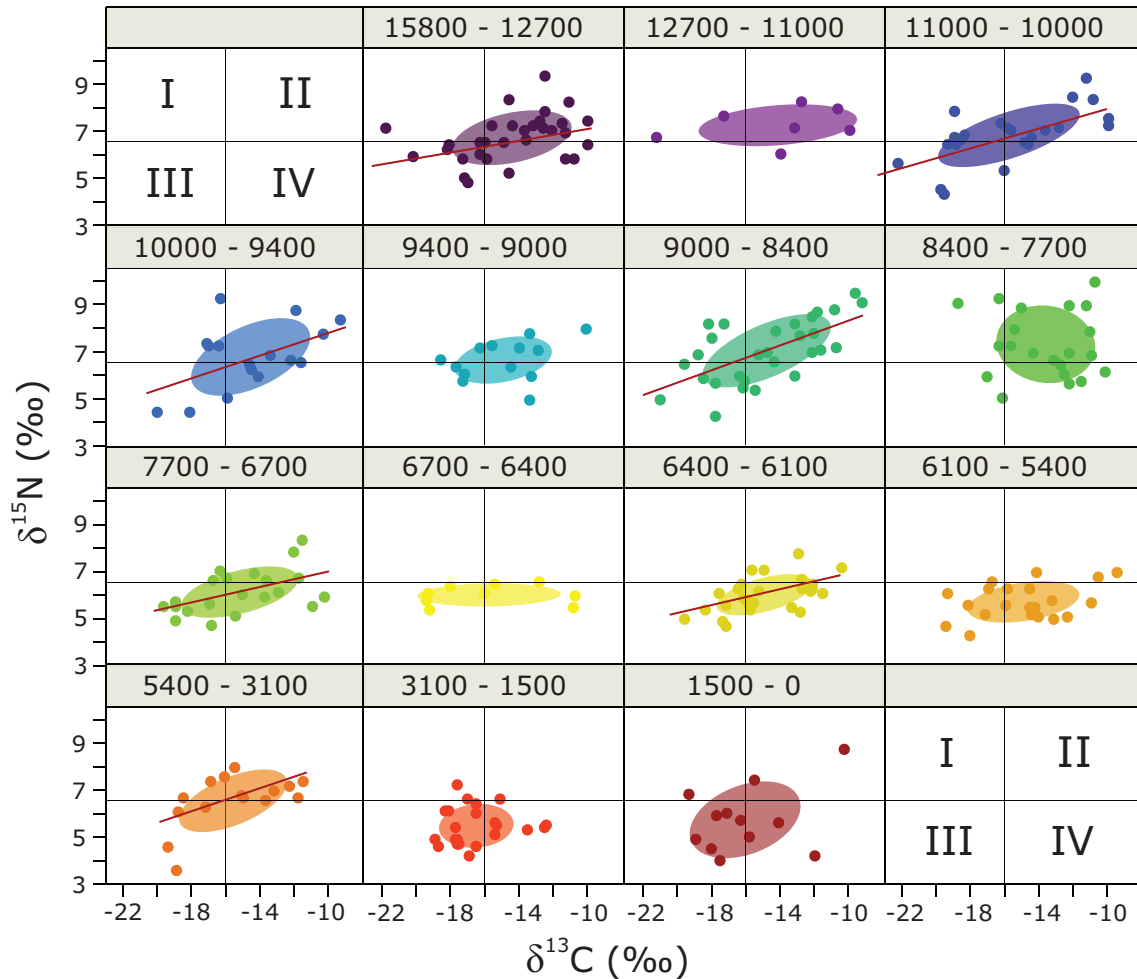 15800 - 12700
12700 - 11000
11000 - 10000
I
II
III
IV
9
7
5
3
10000 - 9400
9400 - 9000
9000 - 8400
8400 - 7700
9
7
5
3
7700 - 6700
6700 - 6400
6400 - 6100
6100 - 5400
9
7
5
3
5400 - 3100
3100 - 1500
1500 - 0
9
7
5
3
I
II
III
IV
-22 -18 -14 -10
-22 -18 -14 -10
-22 -18 -14 -10
-22 -18 -14 -10
δ15N (‰)
δ13C (‰)